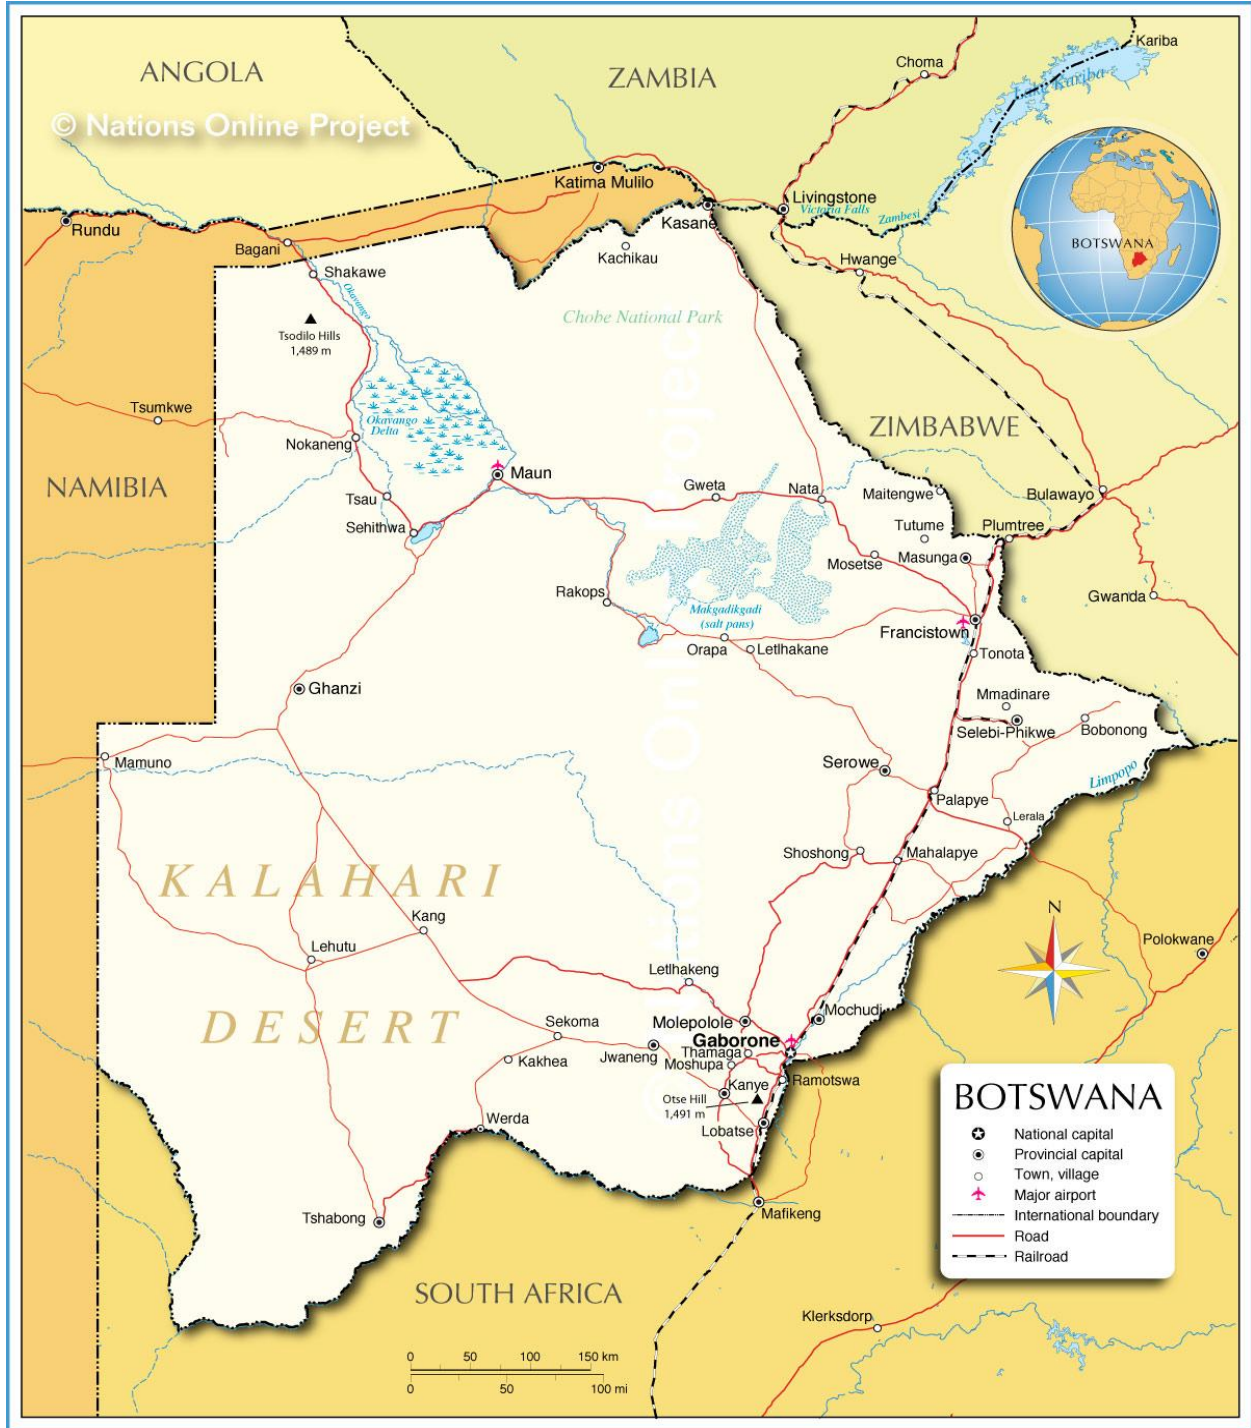 ANGOLA
ZAMBIA
Choma
Kariba
Lake Kariba
© Nations Online Project
Katima Mulilo
Livingstone
Victoria Falls
Zambesi
Rundu
Kasane
Bagani
Kachikau
Shakawe
Hwange
BOTSWANA
Okavango
Chobe National Park
Tsodilo Hills
1,489 m
Tsumkwe
Okavango
Delta
Nokaneng
ZIMBABWE
NAMIBIA
Maun
Gweta
Nata
Maitengwe
Bulawayo
Tsau
Sehithwa
Tutume
Plumtree
Mosetse
Masunga
Rakops
Makgadikgadi
(salt pans)
Gwanda
Francistown
Orapa
Letlhakane
Tonota
Ghanzi
Mmadinare
Selebi-Phikwe
Bobonong
Mamuno
Serowe
Limpopo
Palapye
Lerala
Shoshong
Mahalapye
KALAHARI
DESERT
Kang
Lehutu
N
Polokwane
Letlhakeng
Molepolole
Mochudi
Gaborone
Sekoma
Jwaneng
Thamaga
Moshupa
Kakhea
Kanye
Ramotswa
Otse Hill
1,491 m
Lobatse
Werda
Tshabong
Mafikeng
SOUTH AFRICA
Klerksdorp
BOTSWANA
National capital
Provincial capital
Town, village
Major airport
International boundary
Road
Railroad
0 50 100 150 km
0 50 100 mi
© Nations Online Project